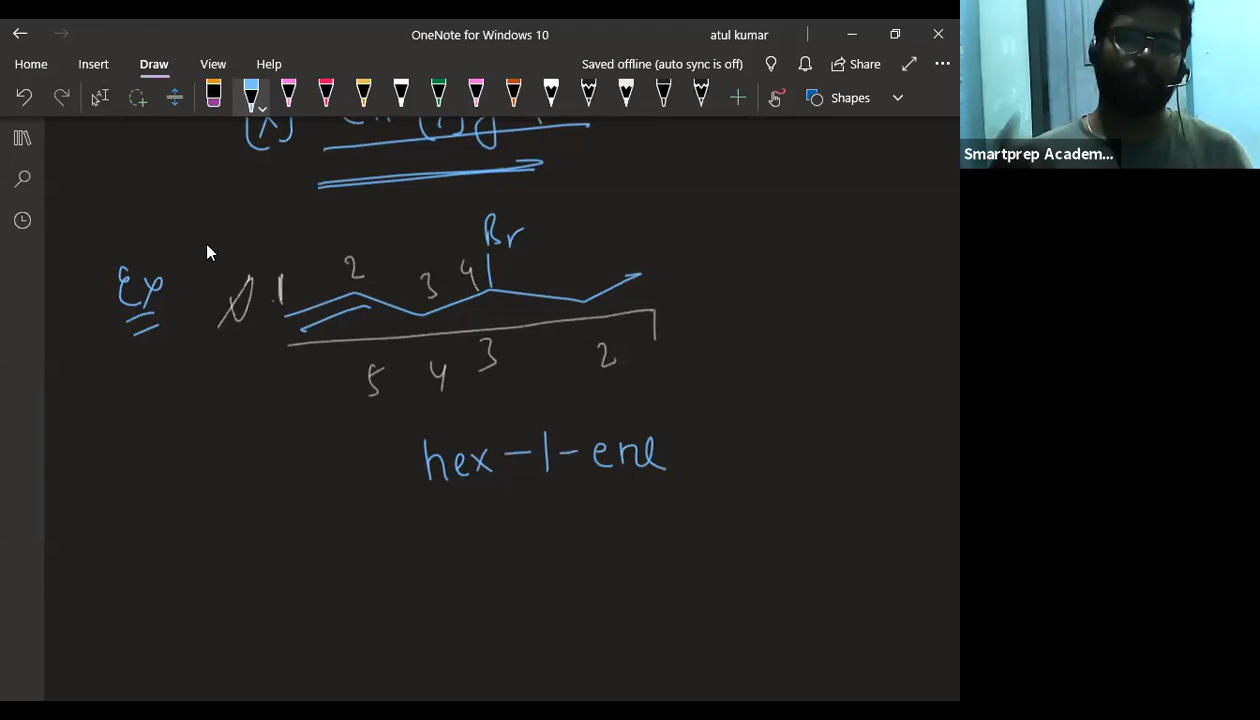 OneNote for Windows 10
atul kumar
Home Insert Draw View Help
Saved offline (auto sync is off)
Share
Shapes
Smartprep Academ...
Br
Ex 1 2 3 4
5 4 3 2
hex-1-ene